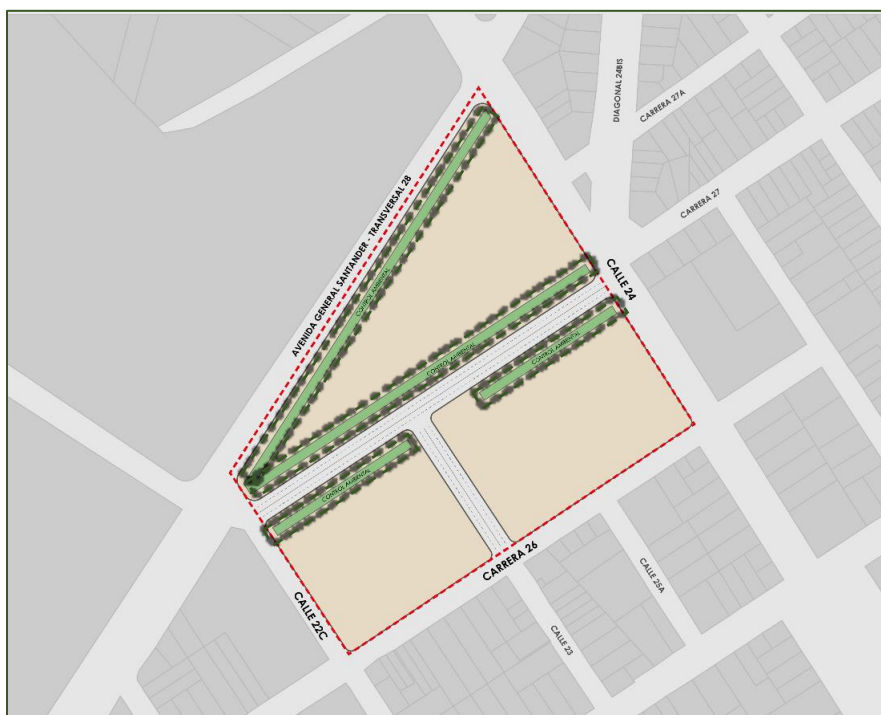 DIAGONAL 24BIS
CARRERA 27A
CARRERA 27
AVENIDA GENERAL SANTANDER - TRANSVERSAL 28
CONTROL AMBIENTAL
CALLE 24
CONTROL AMBIENTAL
CONTROL AMBIENTAL
CONTROL AMBIENTAL
CARRERA 26
CALLE 25A
CALLE 22C
CALLE 23